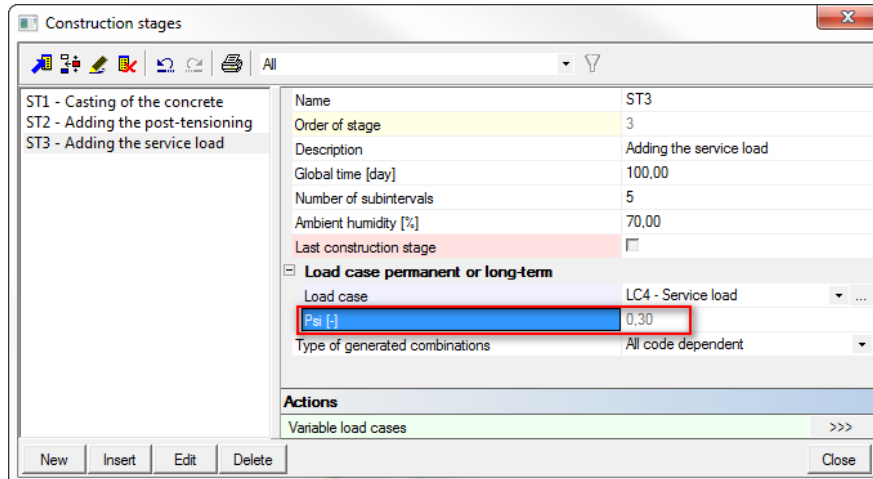 Construction stages
All
ST1 - Casting of the concrete
ST2 - Adding the post-tensioning
ST3 - Adding the service load
Name ST3
Order of stage 3
Description Adding the service load
Global time [day] 100,00
Number of subintervals 5
Ambient humidity [%] 70,00
Last construction stage
Load case permanent or long-term
Load case LC4 - Service load ...
Psi [-] 0,30
Type of generated combinations All code dependent
Actions
Variable load cases >>>
New Insert Edit Delete Close